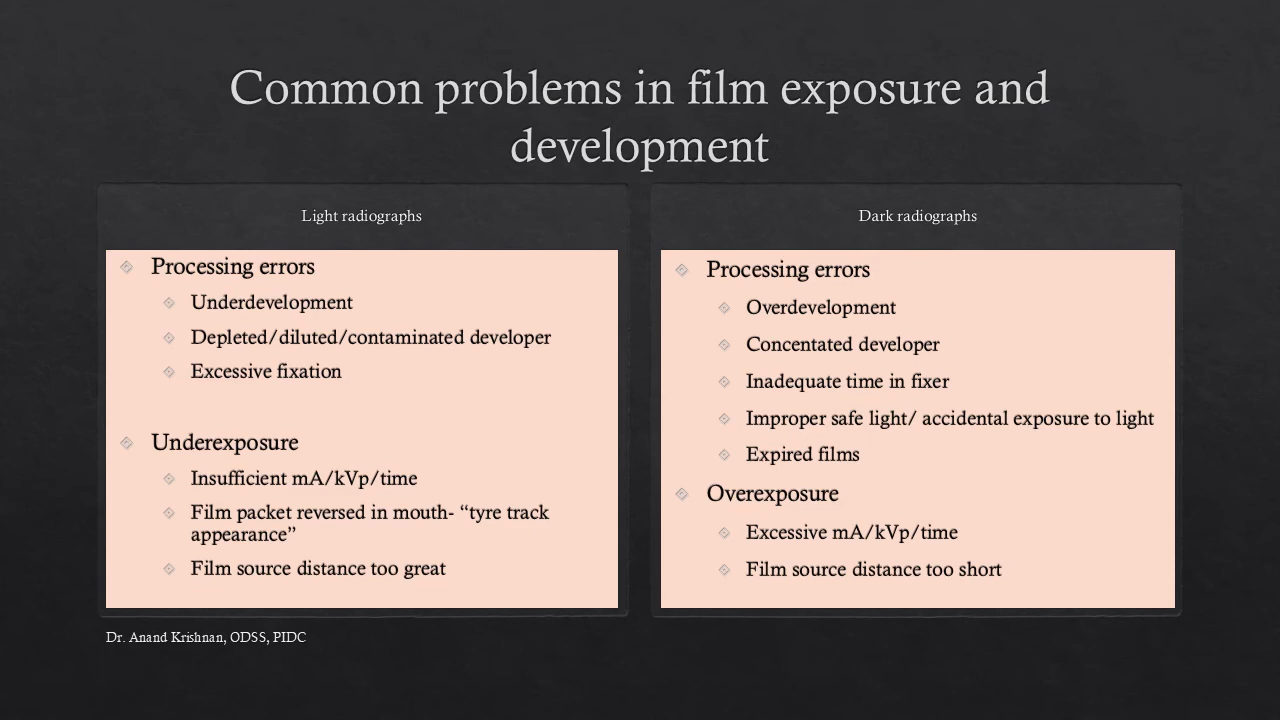 Common problems in film exposure and
development
Light radiographs
Processing errors
Underdevelopment
Depleted/diluted/contaminated developer
Excessive fixation
Underexposure
Insufficient mA/kVp/time
Film packet reversed in mouth- “tyre track
appearance”
Film source distance too great
Dark radiographs
Processing errors
Overdevelopment
Concentated developer
Inadequate time in fixer
Improper safe light/ accidental exposure to light
Expired films
Overexposure
Excessive mA/kVp/time
Film source distance too short
Dr. Anand Krishnan, ODSS, PIDC